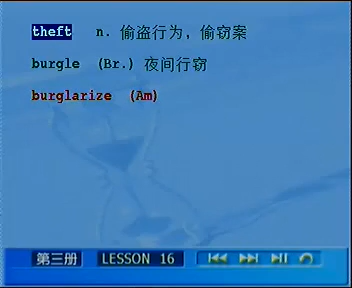 theft n. 偷盗行为，偷窃案
burgle (Br.) 夜间行窃
burglarize (Am)
第三册 LESSON 16